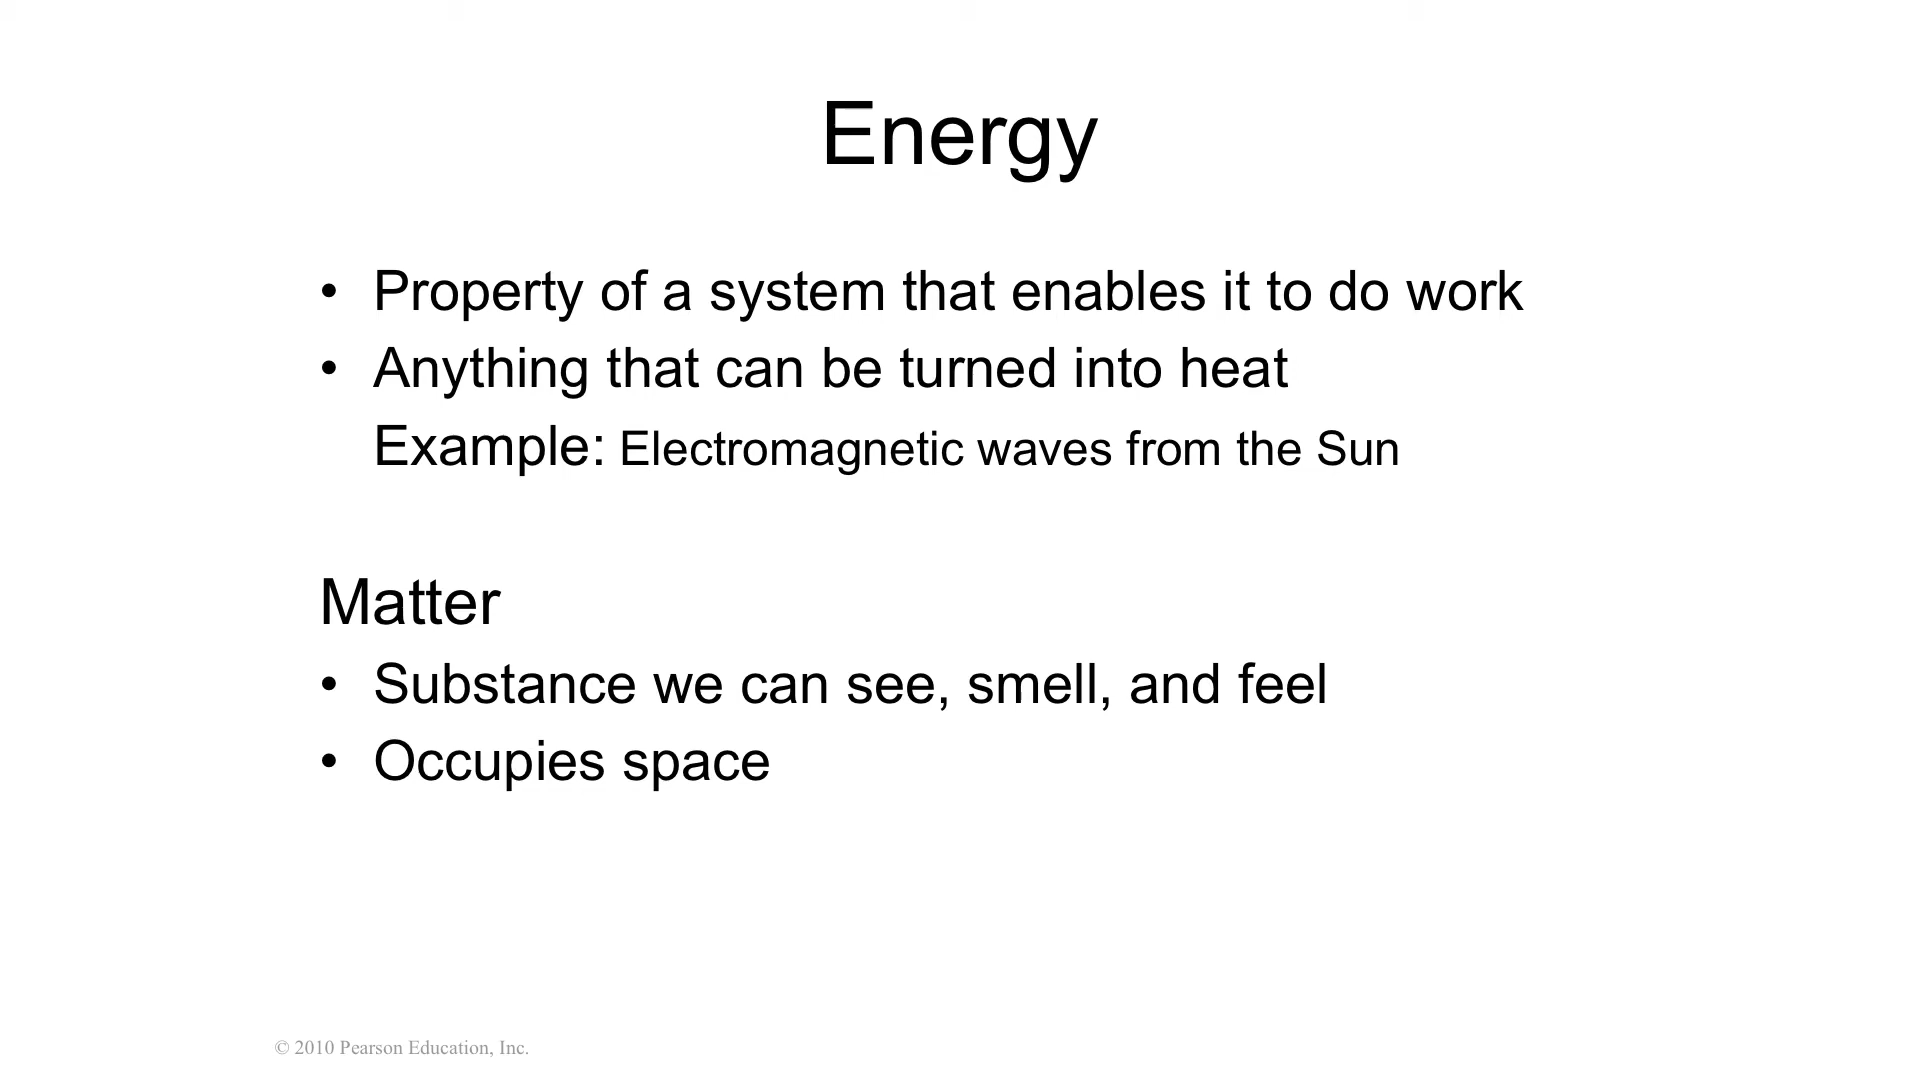 Energy
• Property of a system that enables it to do work
• Anything that can be turned into heat
Example: Electromagnetic waves from the Sun
Matter
• Substance we can see, smell, and feel
• Occupies space
© 2010 Pearson Education, Inc.